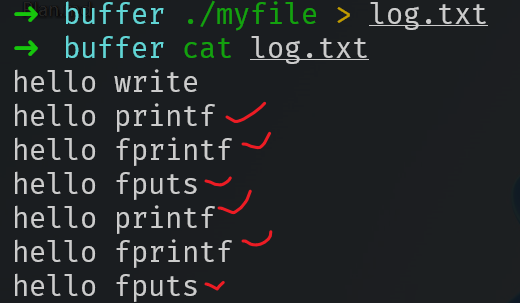 → buffer ./myfile > log.txt
→ buffer cat log.txt
hello write
hello printf
hello fprintf
hello fputs
hello printf
hello fprintf
hello fputs